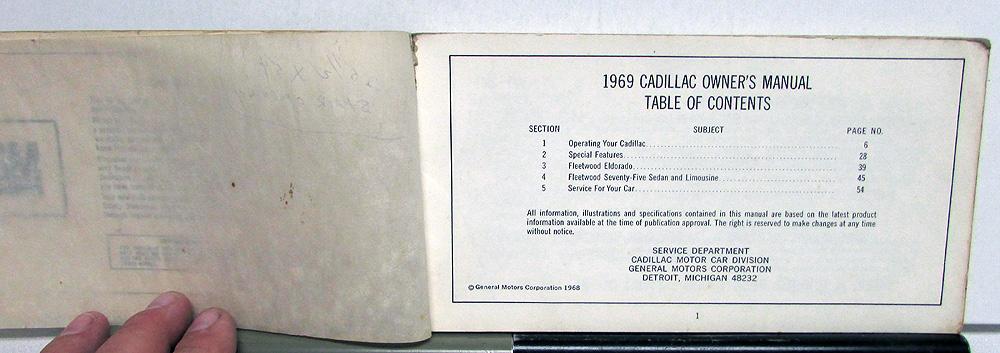 1969 CADILLAC OWNER'S MANUAL
TABLE OF CONTENTS
SECTION SUBJECT PAGE NO.
1 Operating Your Cadillac 6
2 Special Features 28
3 Fleetwood Eldorado 39
4 Fleetwood Seventy-Five Sedan and Limousine 45
5 Service For Your Car 54
All information, illustrations and specifications contained in this manual are based on the latest product
information available at the time of publication approval. The right is reserved to make changes at any time
without notice.
SERVICE DEPARTMENT
CADILLAC MOTOR CAR DIVISION
GENERAL MOTORS CORPORATION
DETROIT, MICHIGAN 48232
© General Motors Corporation 1968
1